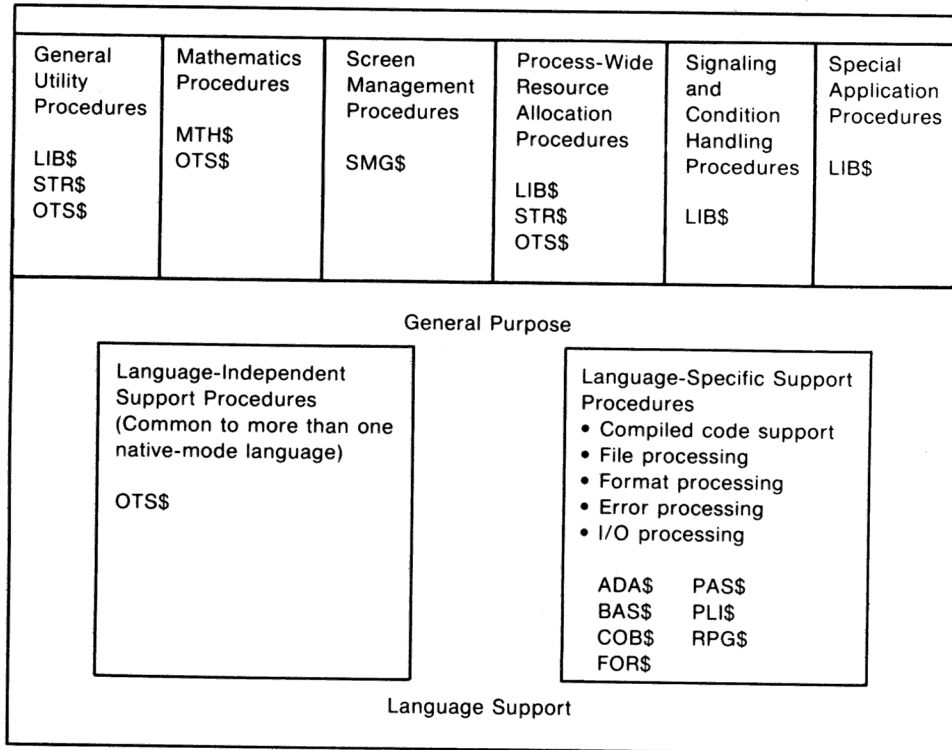 General
Utility
Procedures
LIB$
STR$
OTS$
Mathematics
Procedures
MTH$
OTS$
Screen
Management
Procedures
SMG$
Process-Wide
Resource
Allocation
Procedures
LIB$
STR$
OTS$
Signaling
and
Condition
Handling
Procedures
LIB$
Special
Application
Procedures
LIB$
General Purpose
Language-Independent
Support Procedures
(Common to more than one
native-mode language)
OTS$
Language-Specific Support
Procedures
• Compiled code support
• File processing
• Format processing
• Error processing
• I/O processing
ADA$ PAS$
BAS$ PLI$
COB$ RPG$
FOR$
Language Support